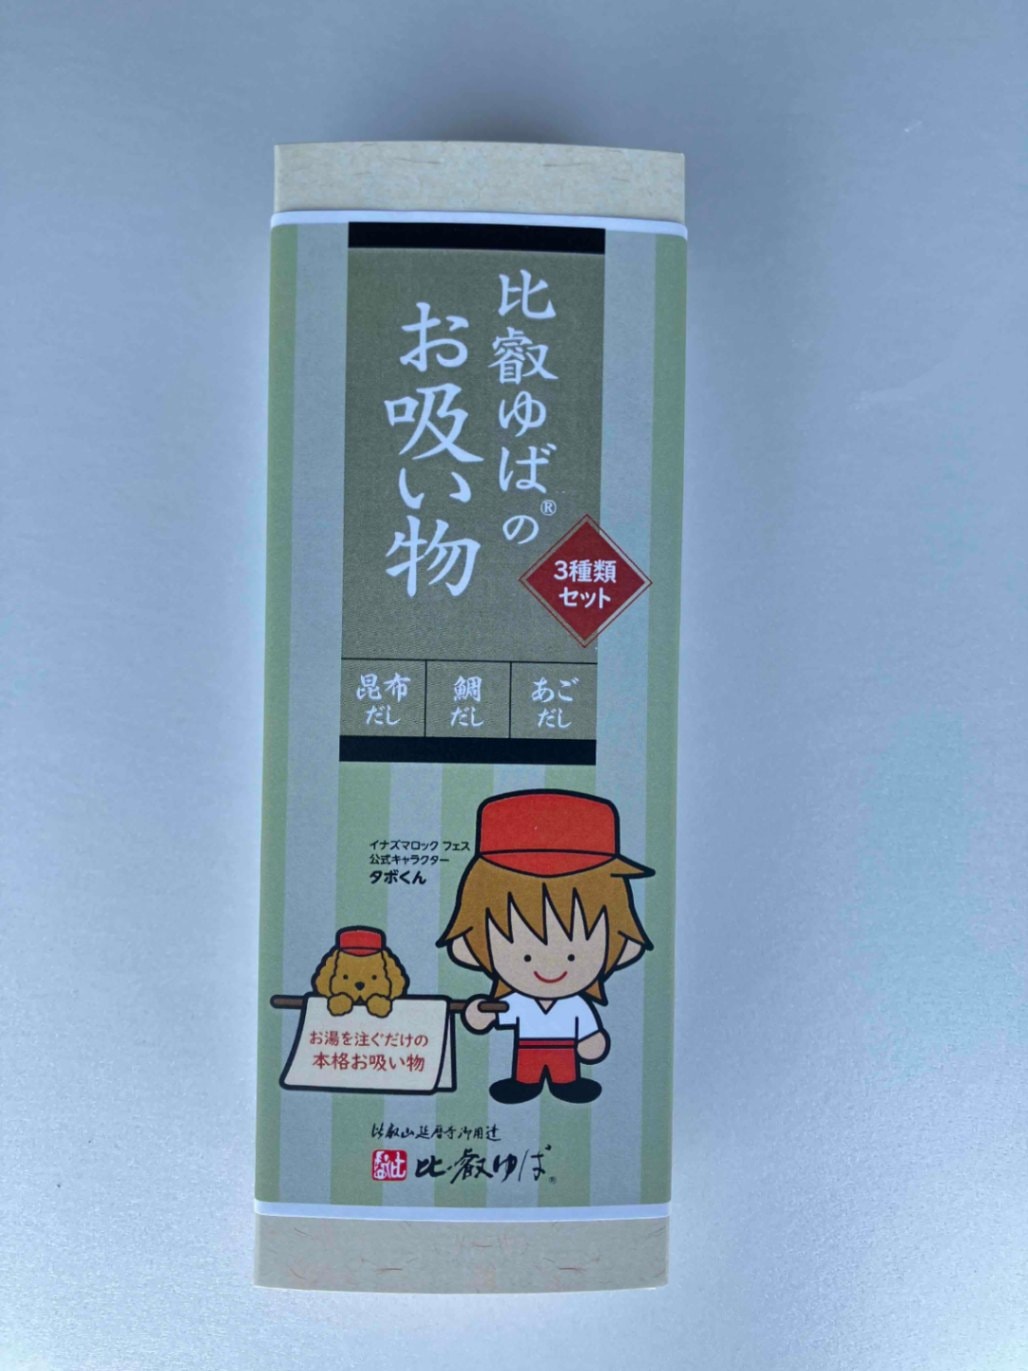 比叡ゆば®の
お吸い物
3種類
セット
昆布
だし
鯛
だし
あご
だし
イナズマロック フェス
公式キャラクター
タボくん
お湯を注ぐだけの
本格お吸い物
比叡山延暦寺御用達
比叡ゆば®